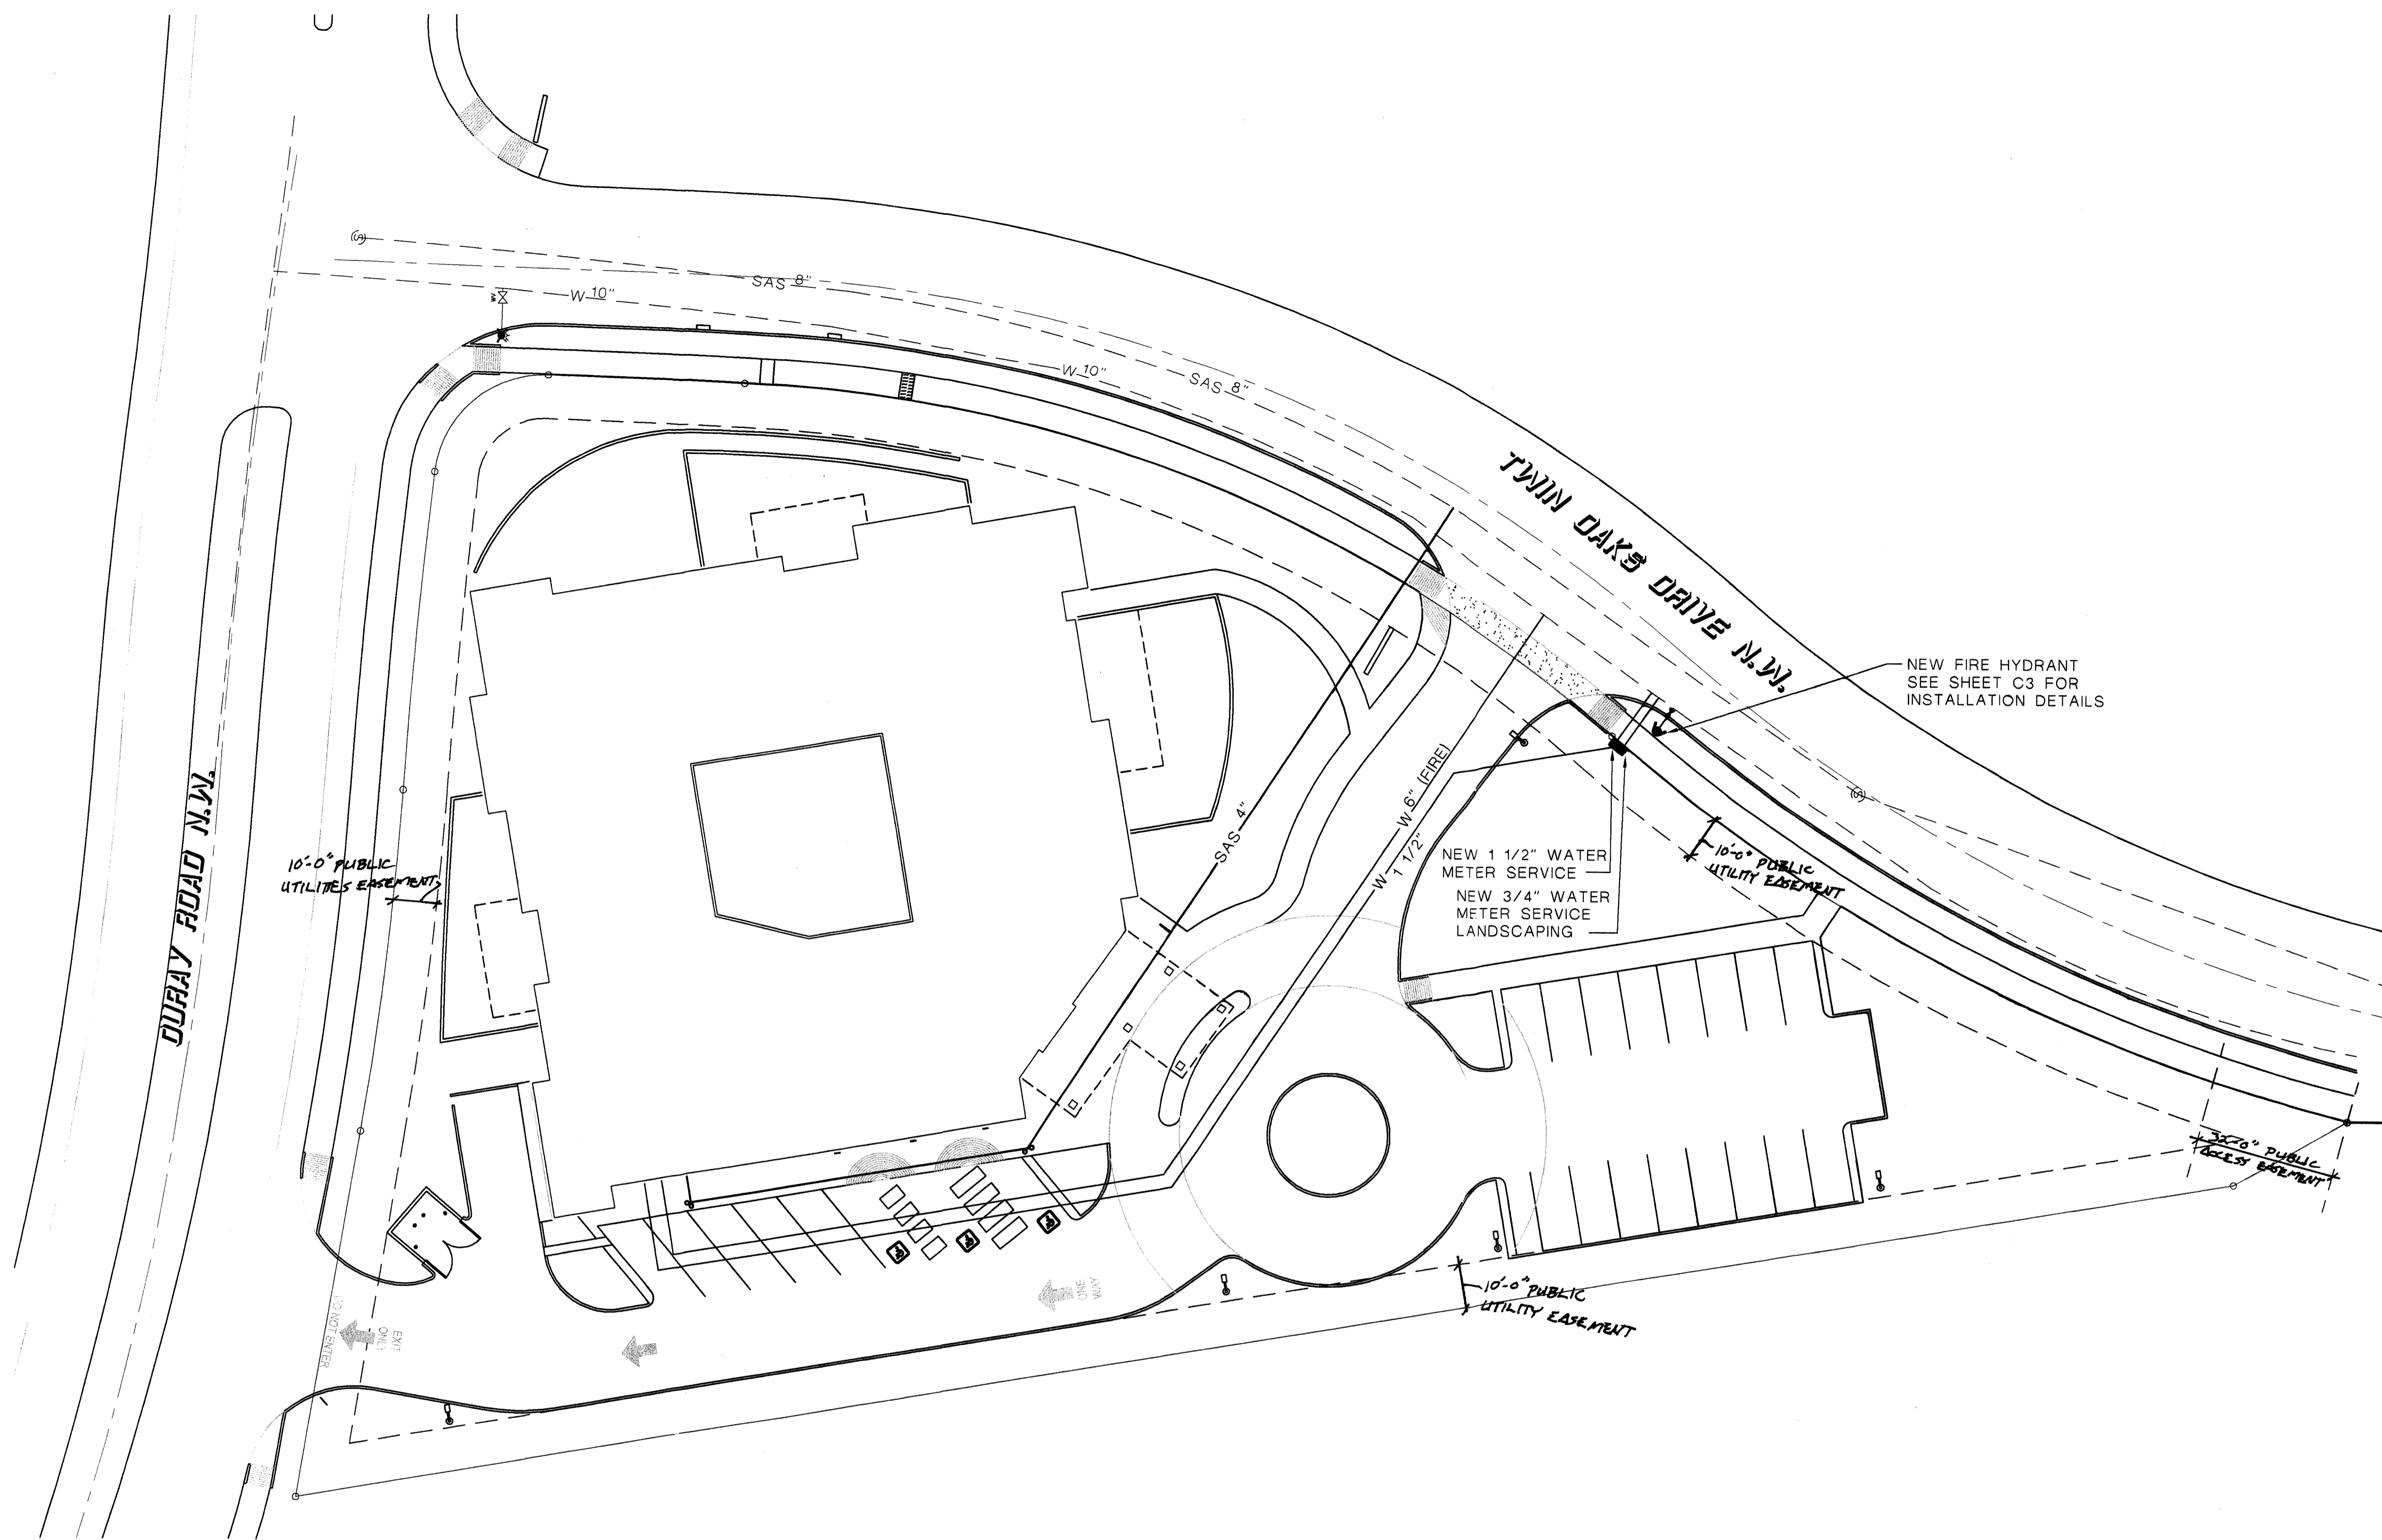 SAS 8"
W 10"
W
W 10"
SAS 8"
TWIN OAKS DRIVE N.W.
NEW FIRE HYDRANT
SEE SHEET C3 FOR
INSTALLATION DETAILS
OURAY ROAD N.W.
10'-0" PUBLIC
UTILITES EASEMENT
SAS 4"
W 6" (FIRE)
W 1 1/2"
NEW 1 1/2" WATER
METER SERVICE
NEW 3/4" WATER
METER SERVICE
LANDSCAPING
10'-0" PUBLIC
UTILITY EASEMENT
32'-0" PUBLIC
ACCESS EASEMENT
10'-0" PUBLIC
UTILITY EASEMENT
ONE
WAY
EXIT
ONLY
DO NOT ENTER
(S)
(S)